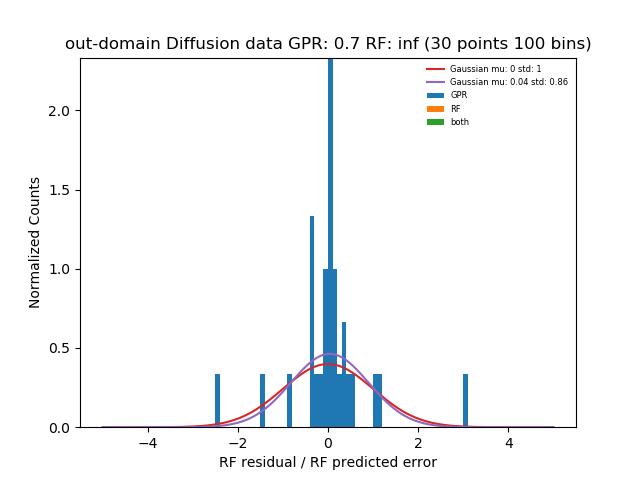 out-domain Diffusion data GPR: 0.7 RF: inf (30 points 100 bins)
Gaussian mu: 0 std: 1
Gaussian mu: 0.04 std: 0.86
GPR
RF
both
Normalized Counts
2.0
1.5
1.0
0.5
0.0
−4 −2 0 2 4
RF residual / RF predicted error